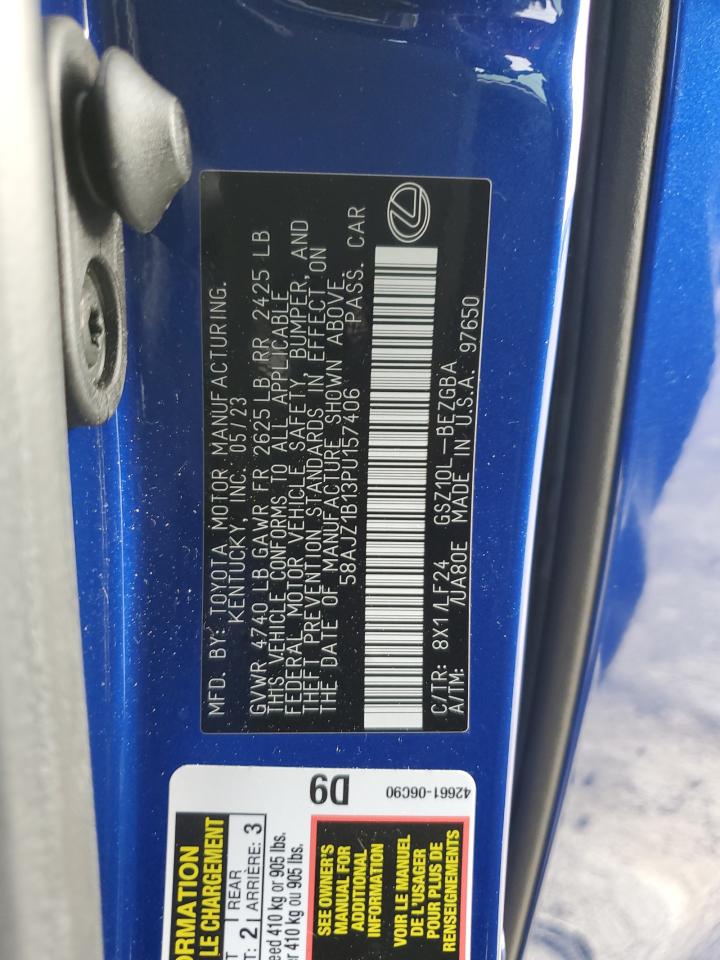 MFD. BY: TOYOTA MOTOR MANUFACTURING.
KENTUCKY, INC. 05/23
GVWR 4740 LB GAWR FR 2625 LB RR 2425 LB
THIS VEHICLE CONFORMS TO ALL APPLICABLE
FEDERAL MOTOR VEHICLE SAFETY, BUMPER, AND
THEFT PREVENTION STANDARDS IN EFFECT ON
THE DATE OF MANUFACTURE SHOWN ABOVE.
58AJZ1B13PU157406 PASS. CAR
C/TR: 8X1/LF24 GSZ10L-BEZGBA
A/TM: /UA80E MADE IN U.S.A. 97650
LE CHARGEMENT
REAR
2 ARRIÈRE: 3
410 kg or 905 lbs.
410 kg ou 905 lbs.
D9
42661-06C90
SEE OWNER'S
MANUAL FOR
ADDITIONAL
INFORMATION
VOIR LE MANUEL
DE L'USAGER
POUR PLUS DE
RENSEIGNEMENTS